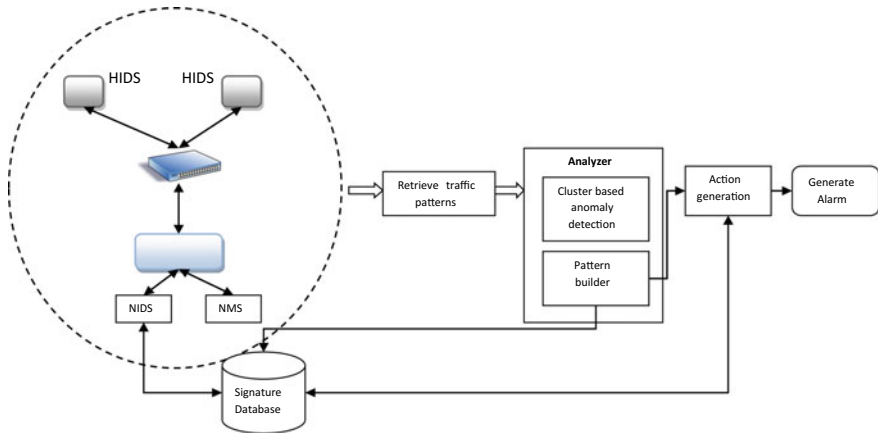 HIDS
HIDS
Retrieve traffic
patterns
Analyzer
Cluster based
anomaly
detection
Pattern
builder
Action
generation
Generate
Alarm
NIDS
NMS
Signature
Database